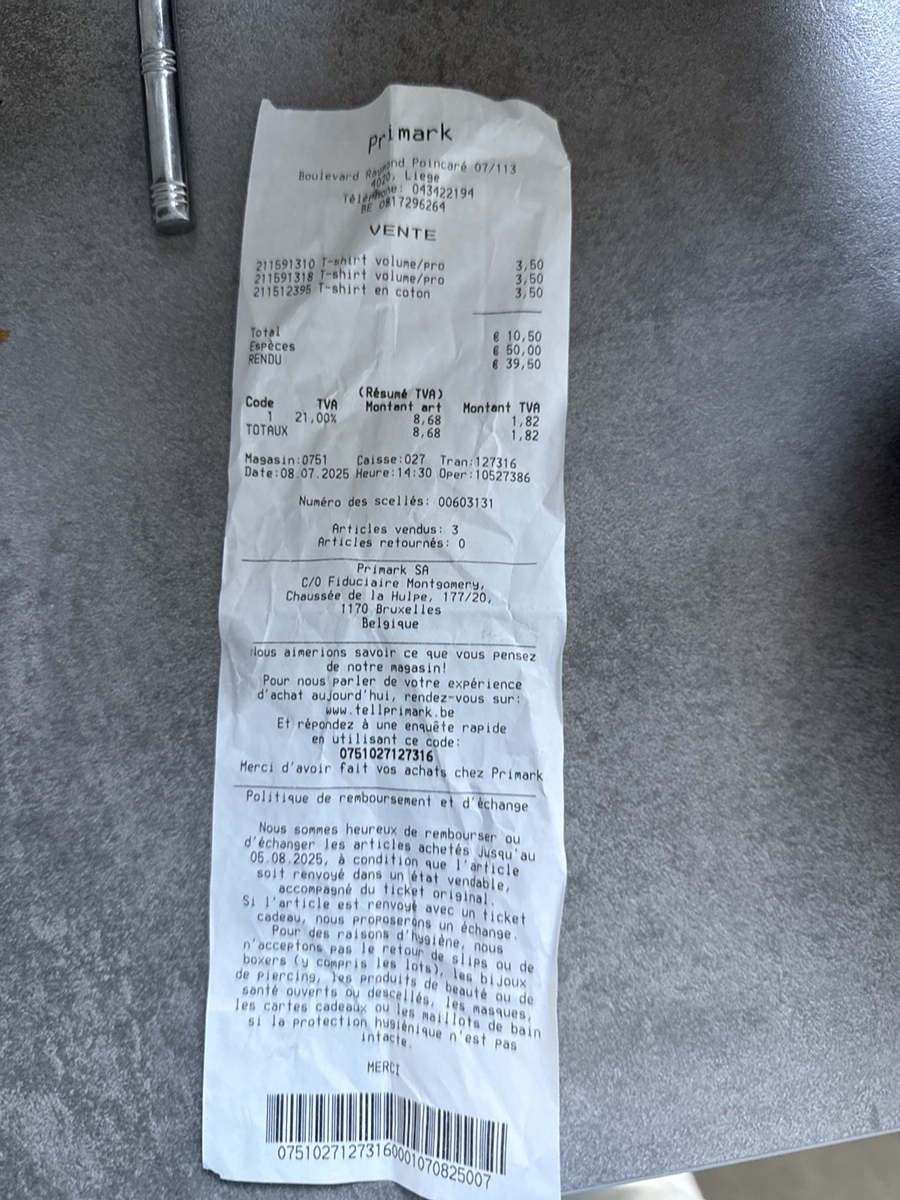 primark
Boulevard Raymond Poincaré 07/113
4020, Liege
Téléphone: 043422194
BE 0817296264
VENTE
211591310 T-shirt volume/pro 3,50
211591318 T-shirt volume/pro 3,50
211512395 T-shirt en coton 3,50
Total € 10,50
Espèces € 50,00
RENDU € 39,50
(Résumé TVA)
Code TVA Montant art Montant TVA
1 21,00% 8,68 1,82
TOTAUX 8,68 1,82
Magasin:0751 Caisse:027 Tran:127316
Date:08.07.2025 Heure:14:30 Oper:10527386
Numéro des scellés: 00603131
Articles vendus: 3
Articles retournés: 0
Primark SA
C/O Fiduciaire Montgomery,
Chaussée de la Hulpe, 177/20,
1170 Bruxelles
Belgique
Nous aimerions savoir ce que vous pensez
de notre magasin!
Pour nous parler de votre expérience
d'achat aujourd'hui, rendez-vous sur:
www.tellprimark.be
Et répondez à une enquête rapide
en utilisant ce code:
0751027127316
Merci d'avoir fait vos achats chez Primark
Politique de remboursement et d'échange
Nous sommes heureux de rembourser ou
d'échanger les articles achetés jusqu'au
05.08.2025, à condition que l'article
soit renvoyé dans un état vendable,
accompagné du ticket original.
Si l'article est renvoyé avec un ticket
cadeau, nous proposerons un échange.
Pour des raisons d'hygiène, nous
n'acceptons pas le retour de slips ou de
boxers (y compris les lots), les bijoux
de piercing, les produits de beauté ou de
santé ouverts ou descellés, les masques,
les cartes cadeaux ou les maillots de bain
si la protection hygiénique n'est pas
intacte.
MERCI
07510271273160001070825007